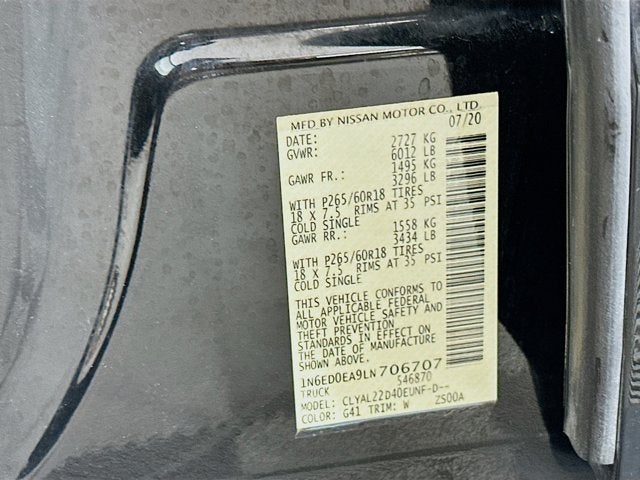 MFD BY NISSAN MOTOR CO., LTD.
DATE: 07/20
GVWR: 2727 KG
6012 LB
GAWR FR.: 1495 KG
3296 LB
WITH P265/60R18 TIRES
18 X 7.5 RIMS AT 35 PSI
COLD SINGLE
GAWR RR.: 1558 KG
3434 LB
WITH P265/60R18 TIRES
18 X 7.5 RIMS AT 35 PSI
COLD SINGLE
THIS VEHICLE CONFORMS TO
ALL APPLICABLE FEDERAL
MOTOR VEHICLE SAFETY AND
THEFT PREVENTION
STANDARDS IN EFFECT ON
THE DATE OF MANUFACTURE
SHOWN ABOVE.
1N6ED0EA9LN706707
TRUCK 546870
MODEL: CLYAL22D40EUNF-D--
COLOR: G41 TRIM: W ZS00A